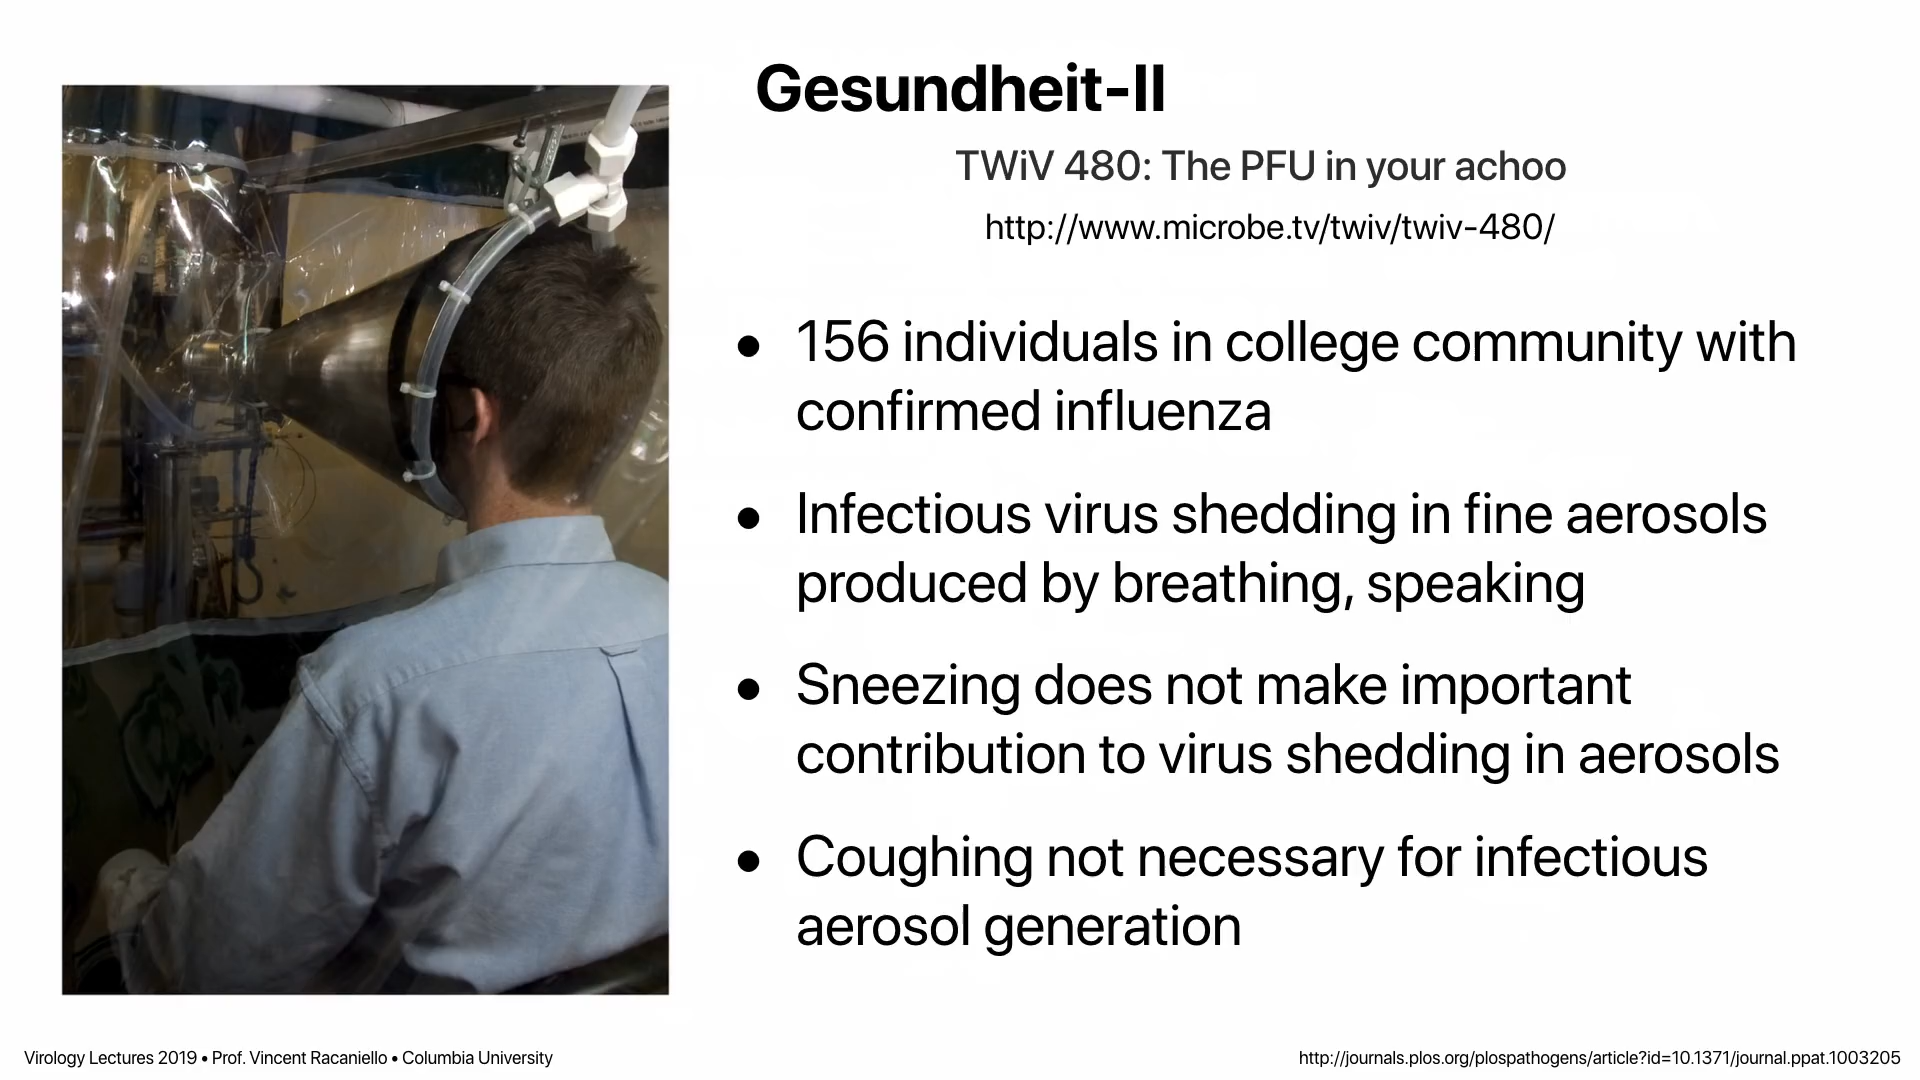 Gesundheit-II
TWiV 480: The PFU in your achoo
http://www.microbe.tv/twiv/twiv-480/
• 156 individuals in college community with
confirmed influenza
• Infectious virus shedding in fine aerosols
produced by breathing, speaking
• Sneezing does not make important
contribution to virus shedding in aerosols
• Coughing not necessary for infectious
aerosol generation
Virology Lectures 2019 • Prof. Vincent Racaniello • Columbia University
http://journals.plos.org/plospathogens/article?id=10.1371/journal.ppat.1003205